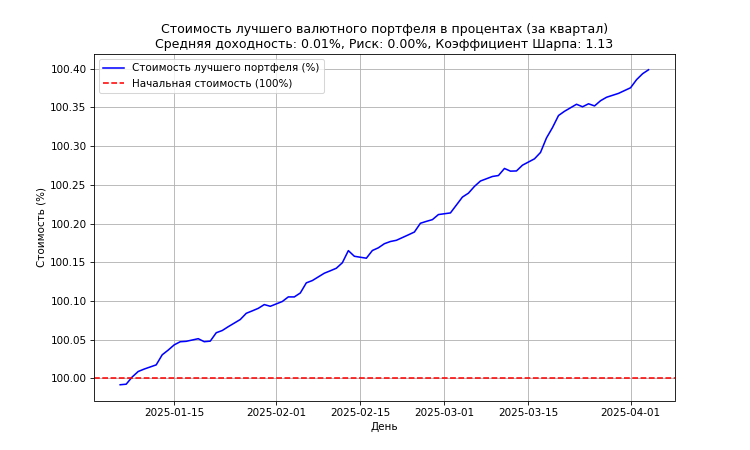 Стоимость лучшего валютного портфеля в процентах (за квартал)
Средняя доходность: 0.01%, Риск: 0.00%, Коэффициент Шарпа: 1.13
Стоимость лучшего портфеля (%)
Начальная стоимость (100%)
Стоимость (%)
100.40
100.35
100.30
100.25
100.20
100.15
100.10
100.05
100.00
2025-01-15
2025-02-01
2025-02-15
2025-03-01
2025-03-15
2025-04-01
День